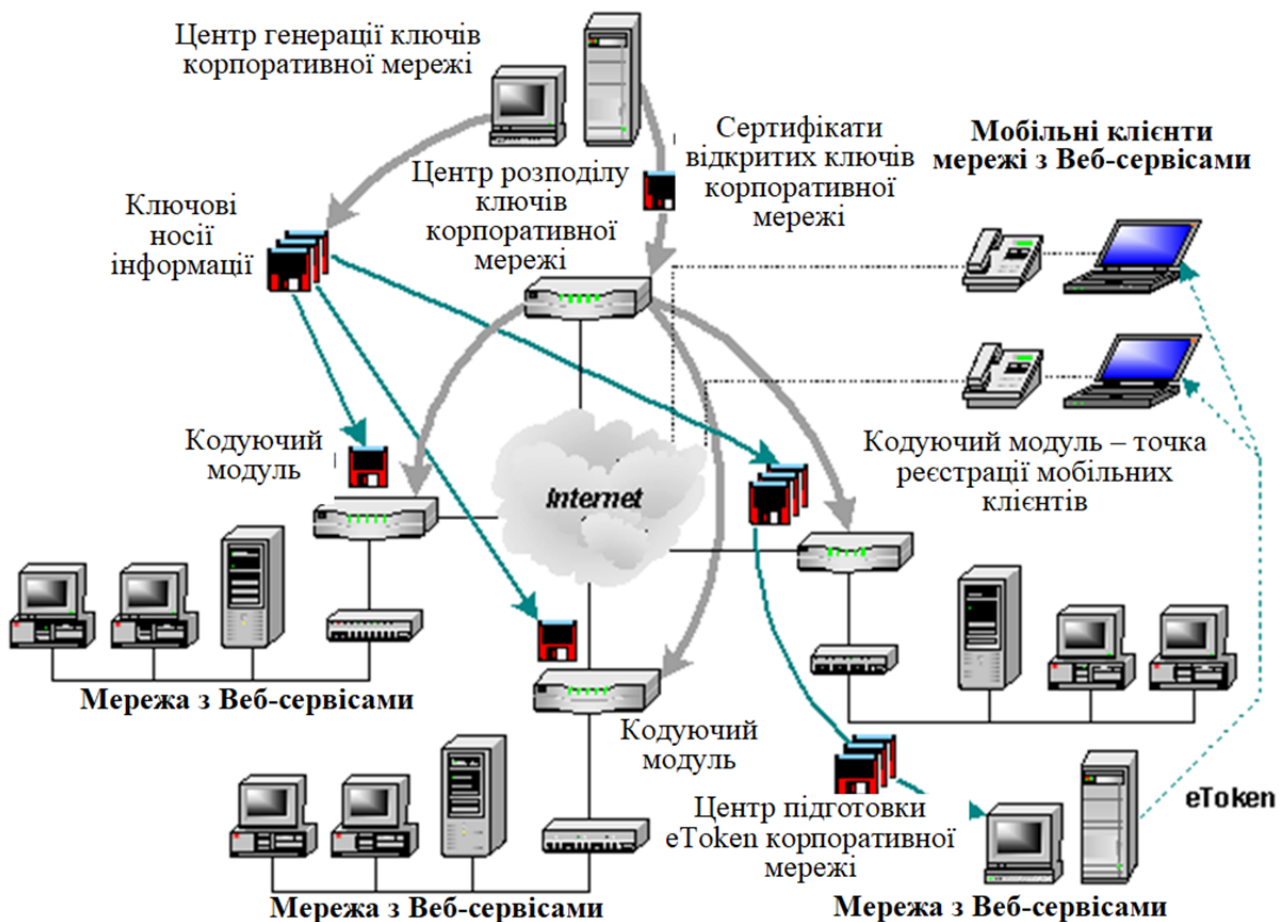 Центр генерації ключів
корпоративної мережі
Сертифікати
відкритих ключів
корпоративної
мережі
Мобільні клієнти
мережі з Веб-сервісами
Центр розподілу
ключів
корпоративної
мережі
Ключові
носії
інформації
Кодуючий
модуль
internet
Кодуючий модуль – точка
реєстрації мобільних
клієнтів
Мережа з Веб-сервісами
Кодуючий
модуль
Центр підготовки
eToken корпоративної
мережі
eToken
Мережа з Веб-сервісами
Мережа з Веб-сервісами